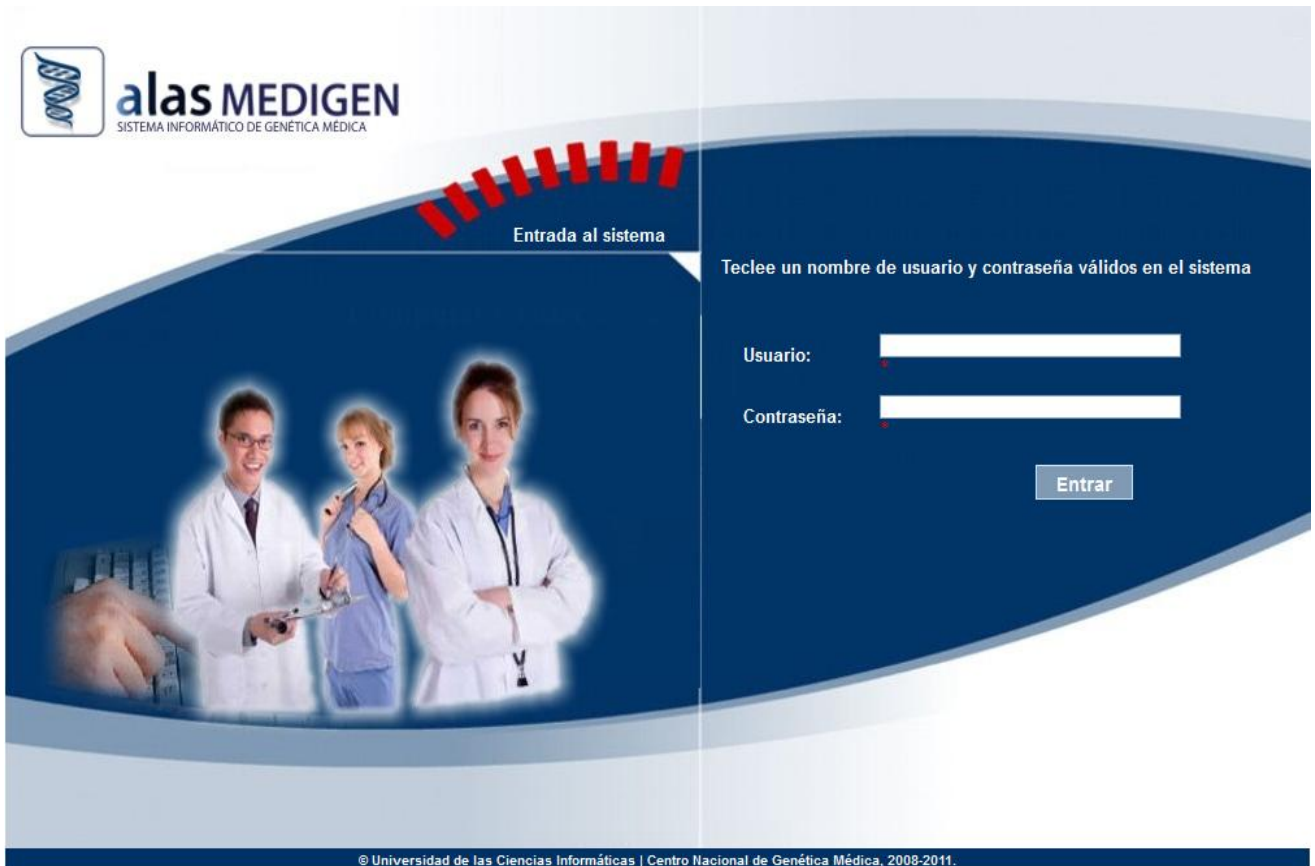 alas MEDIGEN
SISTEMA INFORMÁTICO DE GENÉTICA MÉDICA
Entrada al sistema
Teclee un nombre de usuario y contraseña válidos en el sistema
Usuario:
*
Contraseña:
*
Entrar
© Universidad de las Ciencias Informáticas | Centro Nacional de Genética Médica, 2008-2011.